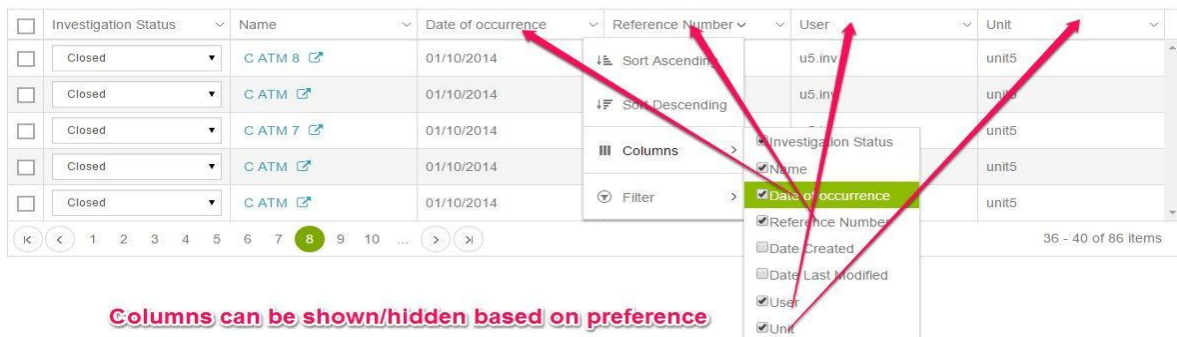 Investigation Status Name Date of occurrence Reference Number User Unit
Closed C ATM 8 01/10/2014 u5.inv unit5
Closed C ATM 01/10/2014 u5.inv unit5
Closed C ATM 7 01/10/2014 unit5
Closed C ATM 01/10/2014 unit5
Closed C ATM 01/10/2014 unit5
Sort Ascending
Sort Descending
Columns
Filter
Investigation Status
Name
Date of occurrence
Reference Number
Date Created
Date Last Modified
User
Unit
1 2 3 4 5 6 7 8 9 10 ... 36 - 40 of 86 items
Columns can be shown/hidden based on preference